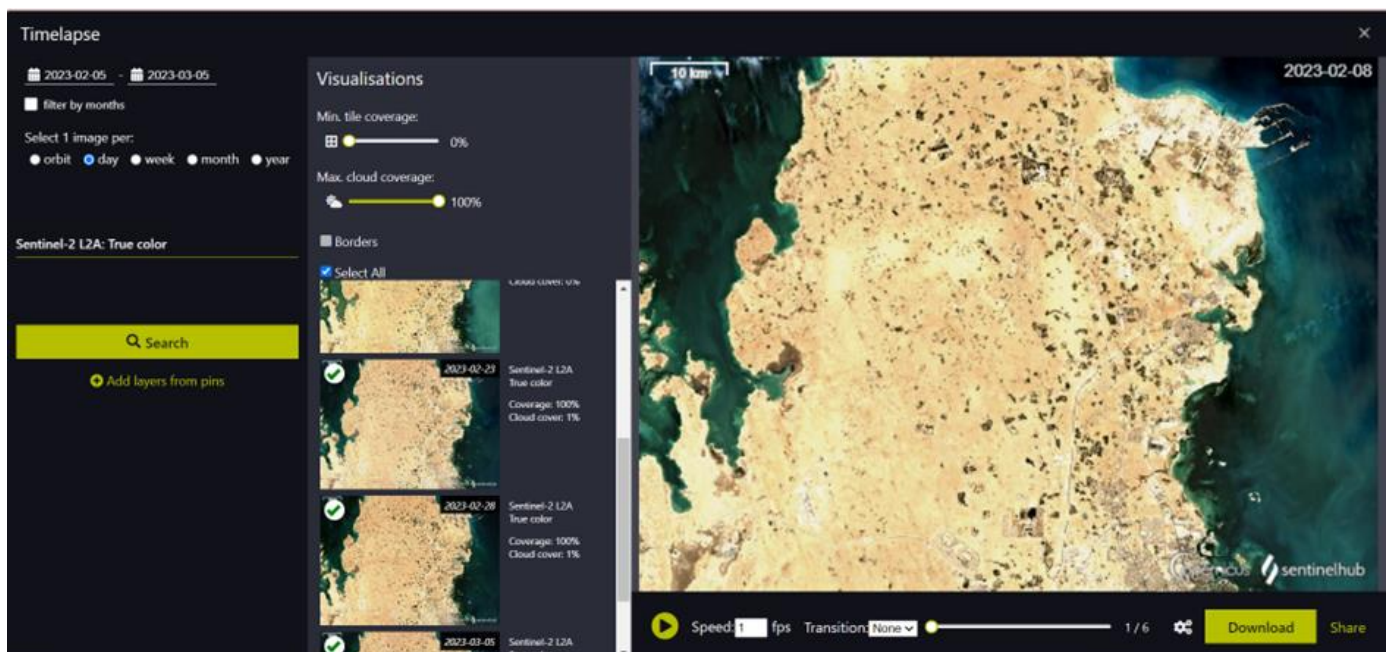 Timelapse
2023-02-05 - 2023-03-05
filter by months
Select 1 image per:
orbit day week month year
Sentinel-2 L2A: True color
Search
Add layers from pins
Visualisations
Min. tile coverage:
0%
Max. cloud coverage:
100%
Borders
Select All
Cloud cover: 0%
2023-02-23
Sentinel-2 L2A
True color
Coverage: 100%
Cloud cover: 1%
2023-02-28
Sentinel-2 L2A
True color
Coverage: 100%
Cloud cover: 1%
2023-03-05
Sentinel-2 L2A
10 km
2023-02-08
sentinelhub
Speed: 1 fps Transition: None 1 / 6 Download Share